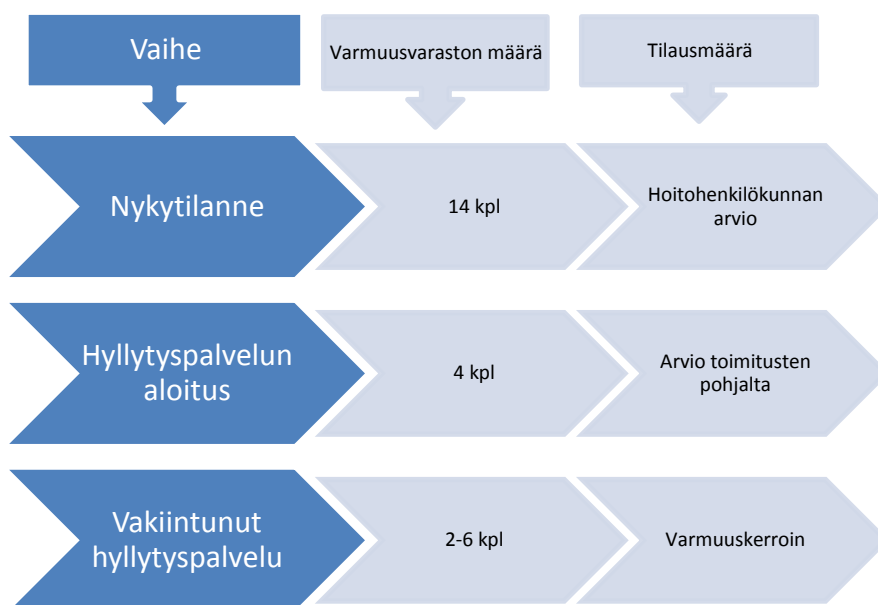 Vaihe
Varmuusvaraston määrä
Tilausmäärä
Nykytilanne
14 kpl
Hoitohenkilökunnan
arvio
Hyllytyspalvelun
aloitus
4 kpl
Arvio toimitusten
pohjalta
Vakiintunut
hyllytyspalvelu
2-6 kpl
Varmuuskerroin